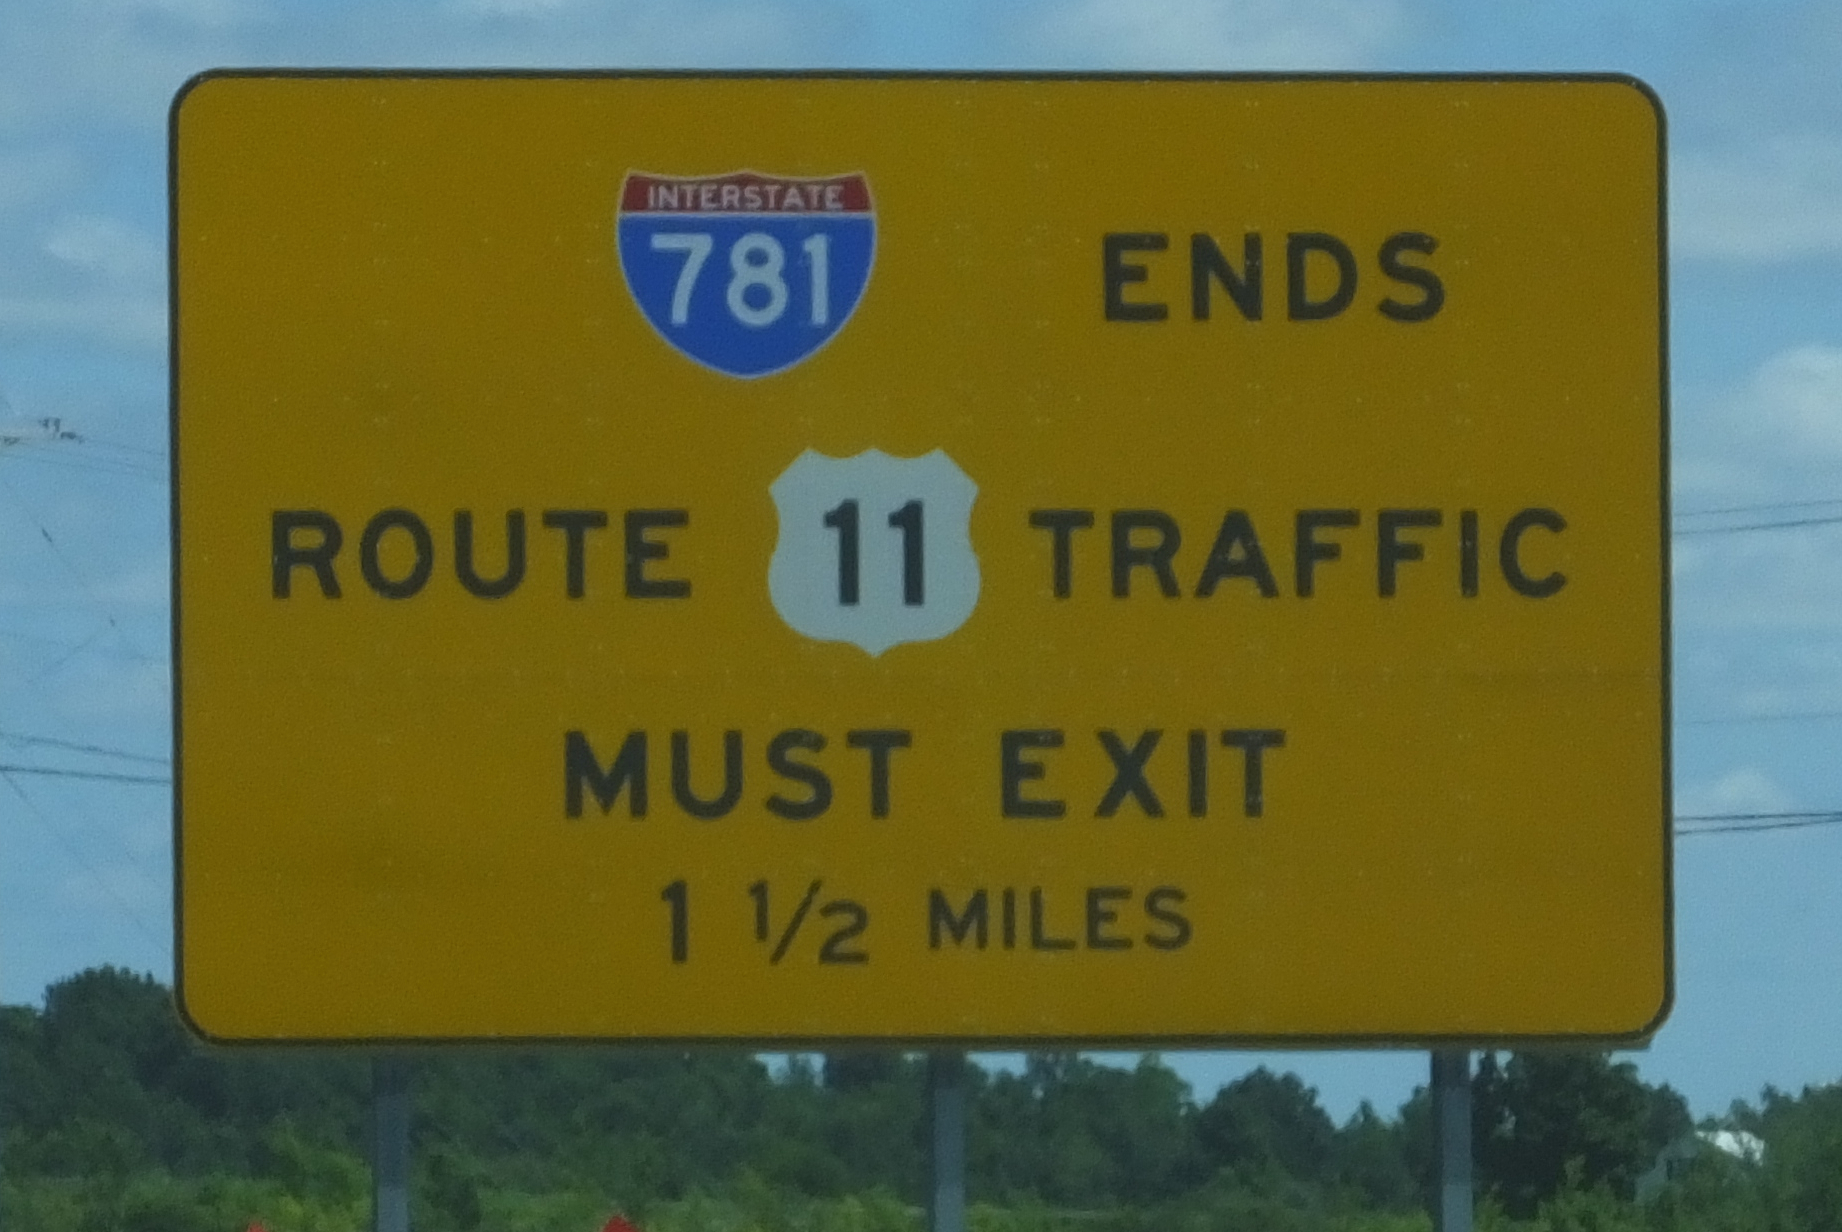 INTERSTATE
781 ENDS
ROUTE 11 TRAFFIC
MUST EXIT
1 1/2 MILES